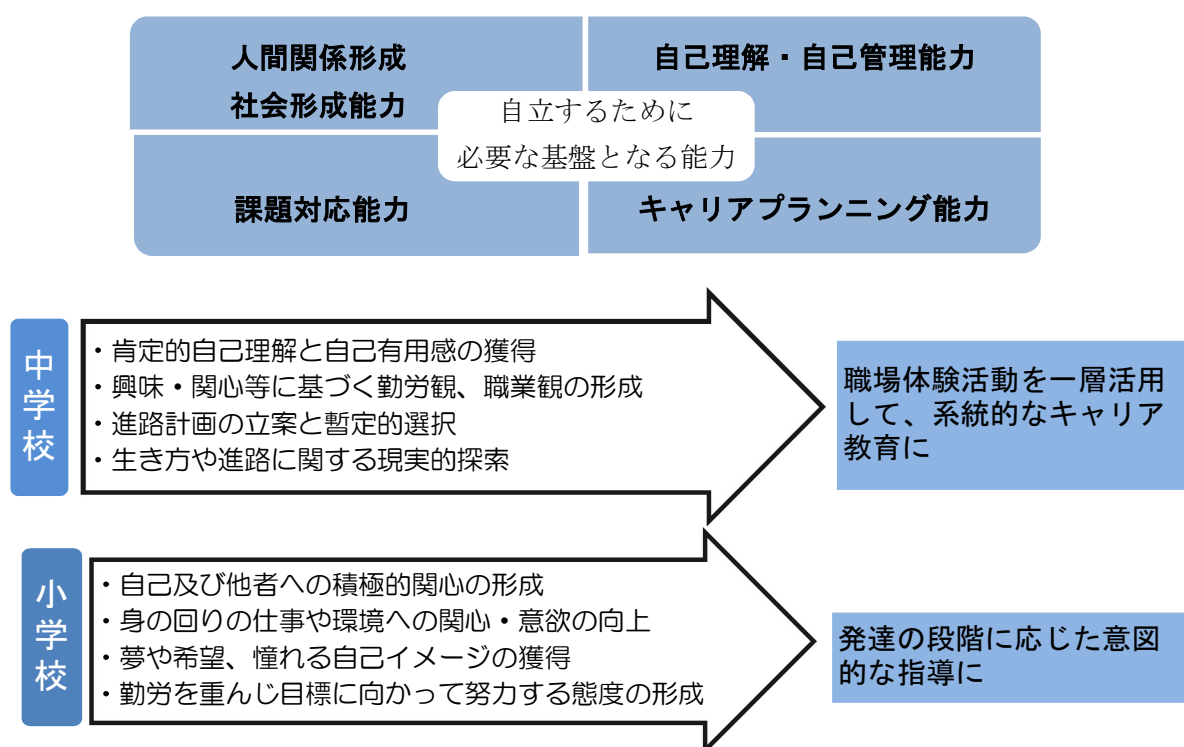 人間関係形成
社会形成能力
自己理解・自己管理能力
自立するために
必要な基盤となる能力
課題対応能力
キャリアプランニング能力
中学校
・肯定的自己理解と自己有用感の獲得
・興味・関心等に基づく勤労観、職業観の形成
・進路計画の立案と暫定的選択
・生き方や進路に関する現実的探索
職場体験活動を一層活用
して、系統的なキャリア
教育に
小学校
・自己及び他者への積極的関心の形成
・身の回りの仕事や環境への関心・意欲の向上
・夢や希望、憧れる自己イメージの獲得
・勤労を重んじ目標に向かって努力する態度の形成
発達の段階に応じた意図
的な指導に